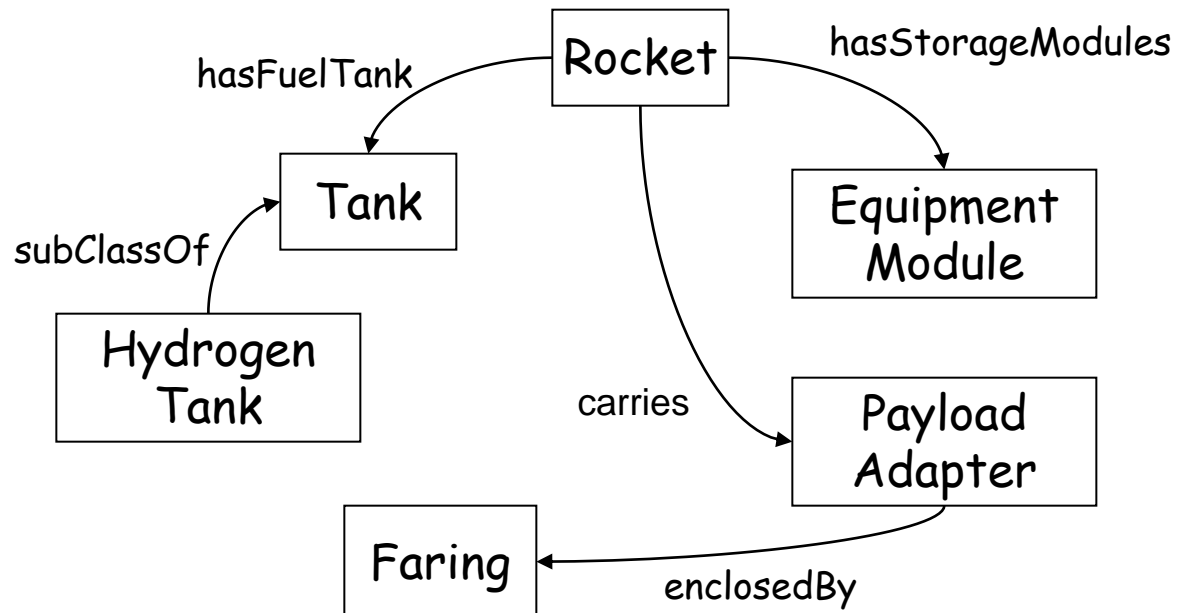 Rocket
hasStorageModules
hasFuelTank
Tank
Equipment
Module
subClassOf
Hydrogen
Tank
carries
Payload
Adapter
Faring
enclosedBy